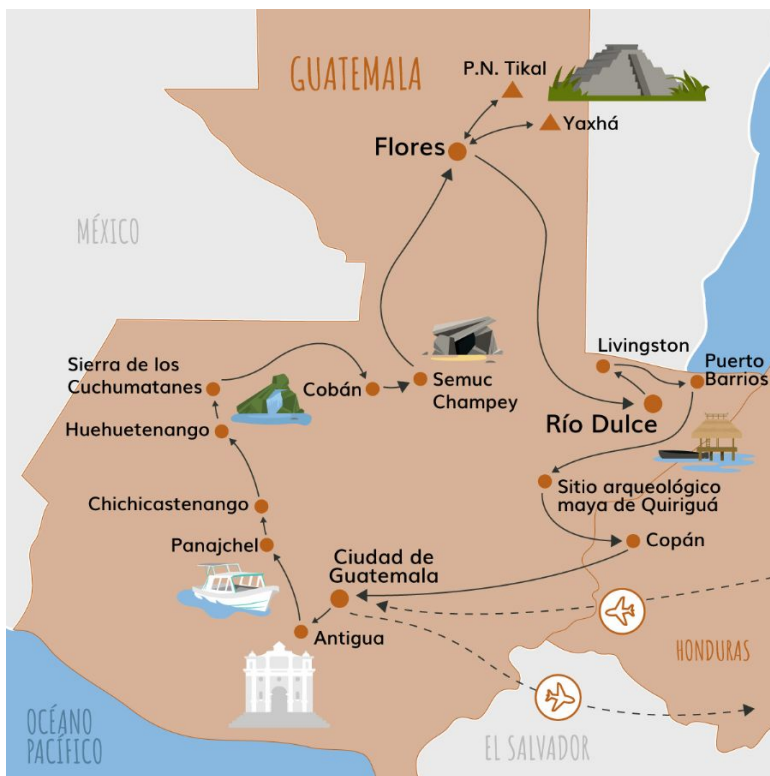 GUATEMALA
P.N. Tikal
Yaxhá
Flores
MÉXICO
Livingston
Puerto
Barrios
Sierra de los
Cuchumatanes
Cobán
Semuc
Champey
Río Dulce
Huehuetenango
Sitio arqueológico
maya de Quiriguá
Chichicastenango
Panajchel
Copán
Ciudad de
Guatemala
Antigua
HONDURAS
OCÉANO
PACÍFICO
EL SALVADOR